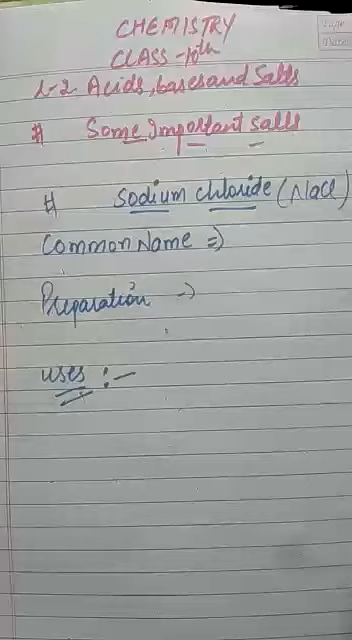 CHEMISTRY
CLASS-10th
L-2 Acids, bases and Salts
# Some Important salts
# Sodium chloride (NaCl)
Common Name ⇒
Preparation →
uses :-